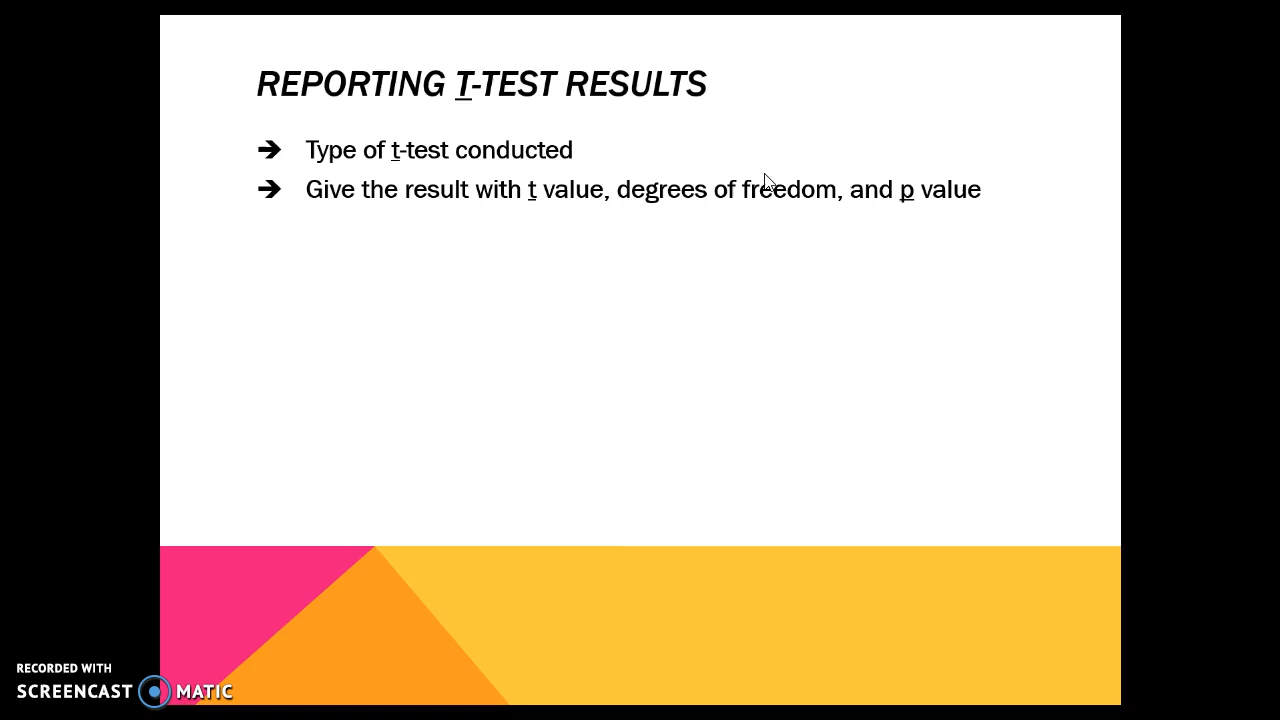 REPORTING T-TEST RESULTS
➔ Type of t-test conducted
➔ Give the result with t value, degrees of freedom, and p value
RECORDED WITH
SCREENCAST MATIC